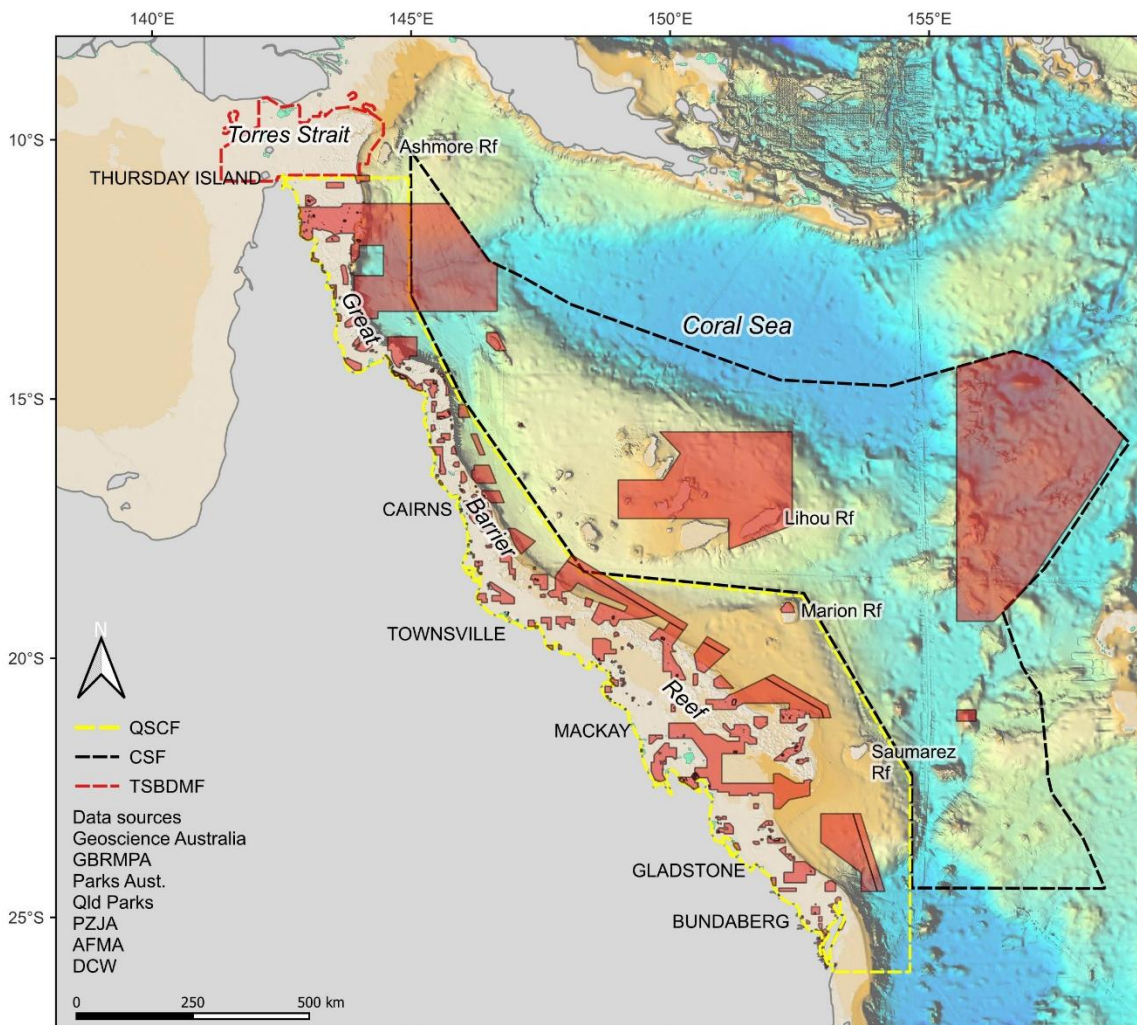 140°E
145°E
150°E
155°E
10°S
15°S
20°S
25°S
Torres Strait
Ashmore Rf
THURSDAY ISLAND
Great
Coral Sea
CAIRNS
Barrier
Lihou Rf
Marion Rf
TOWNSVILLE
Reef
MACKAY
Saumarez
Rf
GLADSTONE
BUNDABERG
N
QSCF
CSF
TSBDMF
Data sources
Geoscience Australia
GBRMPA
Parks Aust.
Qld Parks
PZJA
AFMA
DCW
0 250 500 km